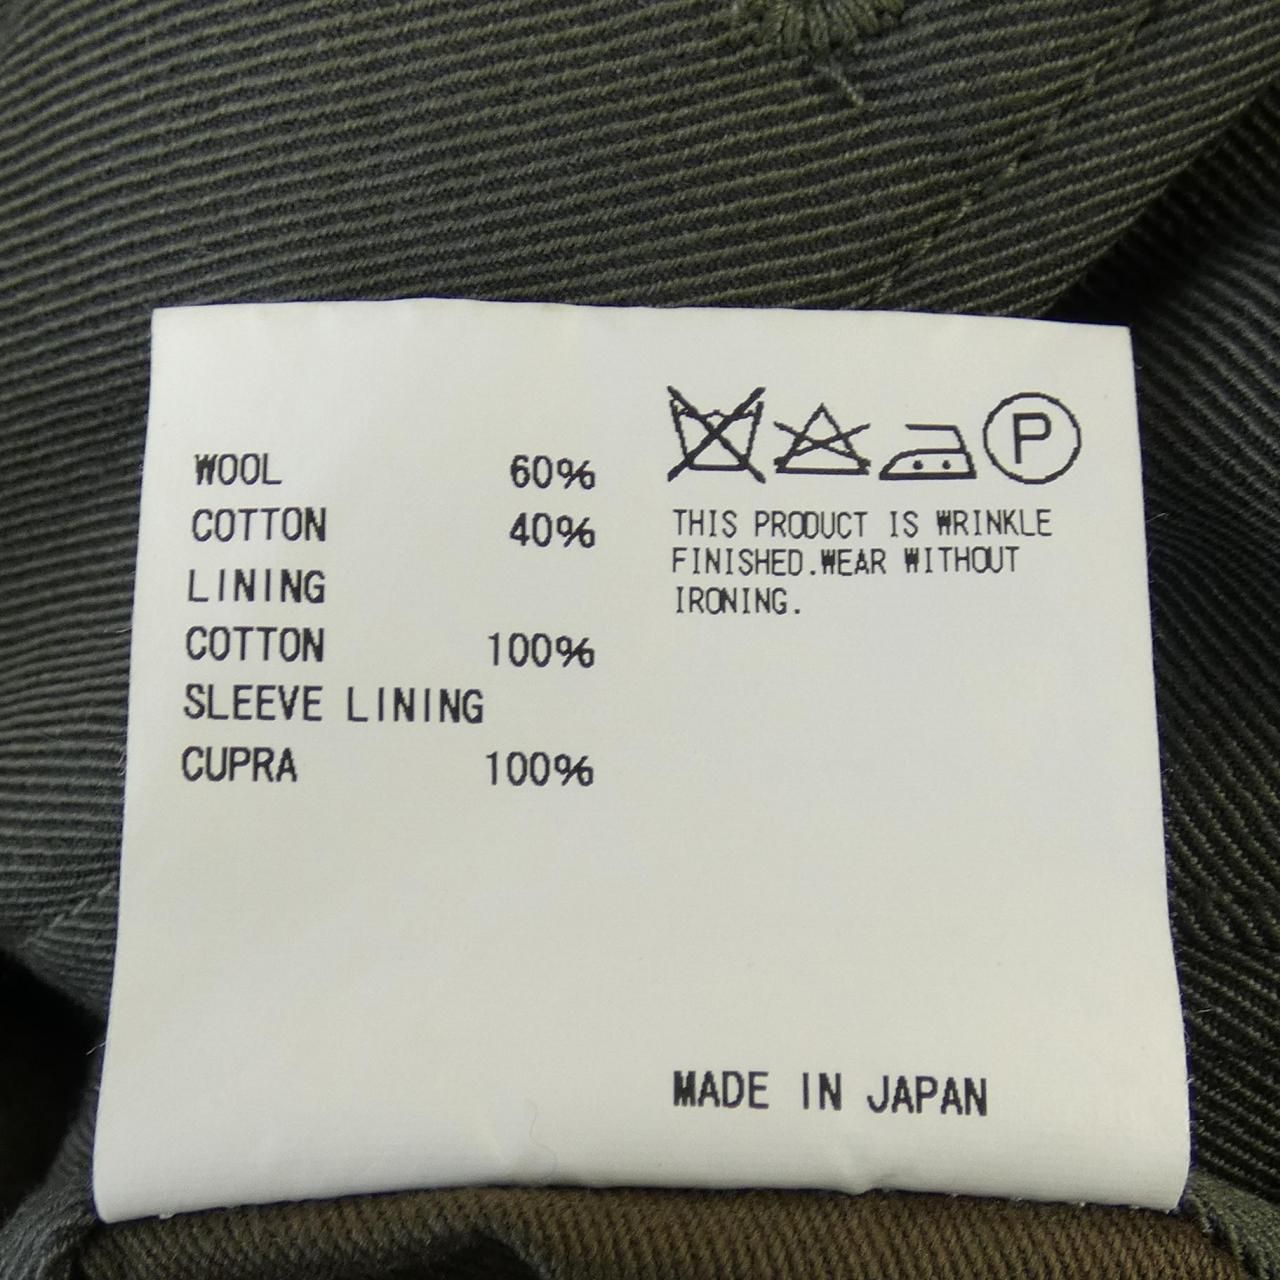 WOOL 60%
COTTON 40%
LINING
COTTON 100%
SLEEVE LINING
CUPRA 100%
P
THIS PRODUCT IS WRINKLE
FINISHED.WEAR WITHOUT
IRONING.
MADE IN JAPAN